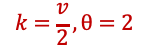 k = v/2, θ = 2